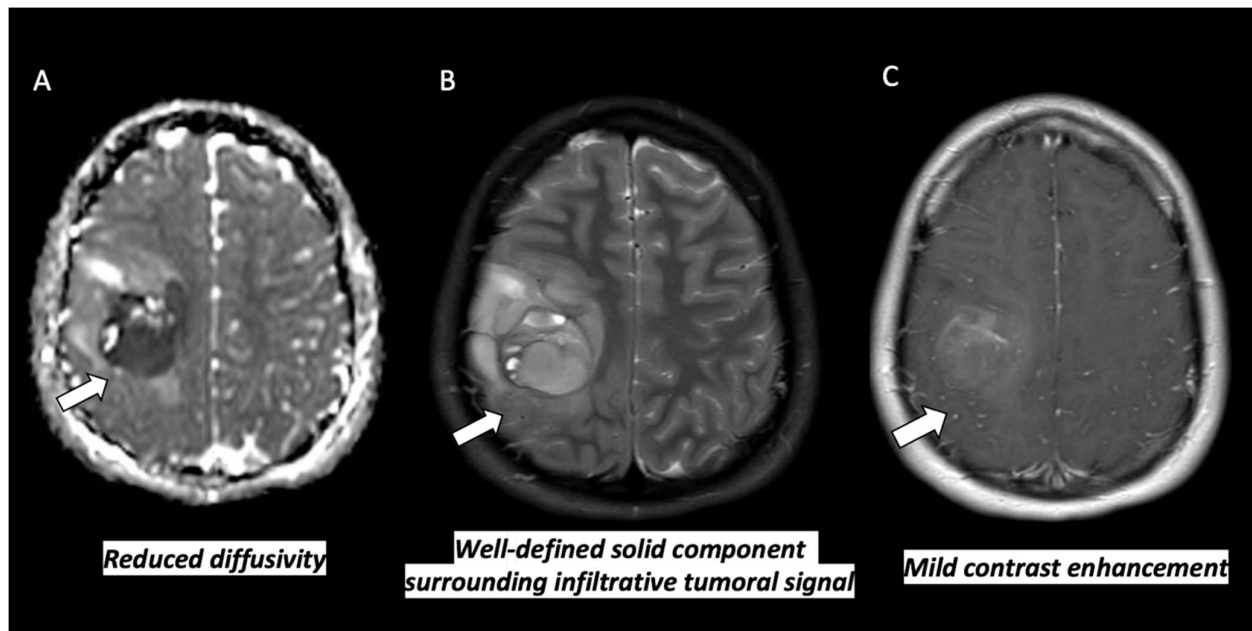 A
B
C
Reduced diffusivity
Well-defined solid component
surrounding infiltrative tumoral signal
Mild contrast enhancement